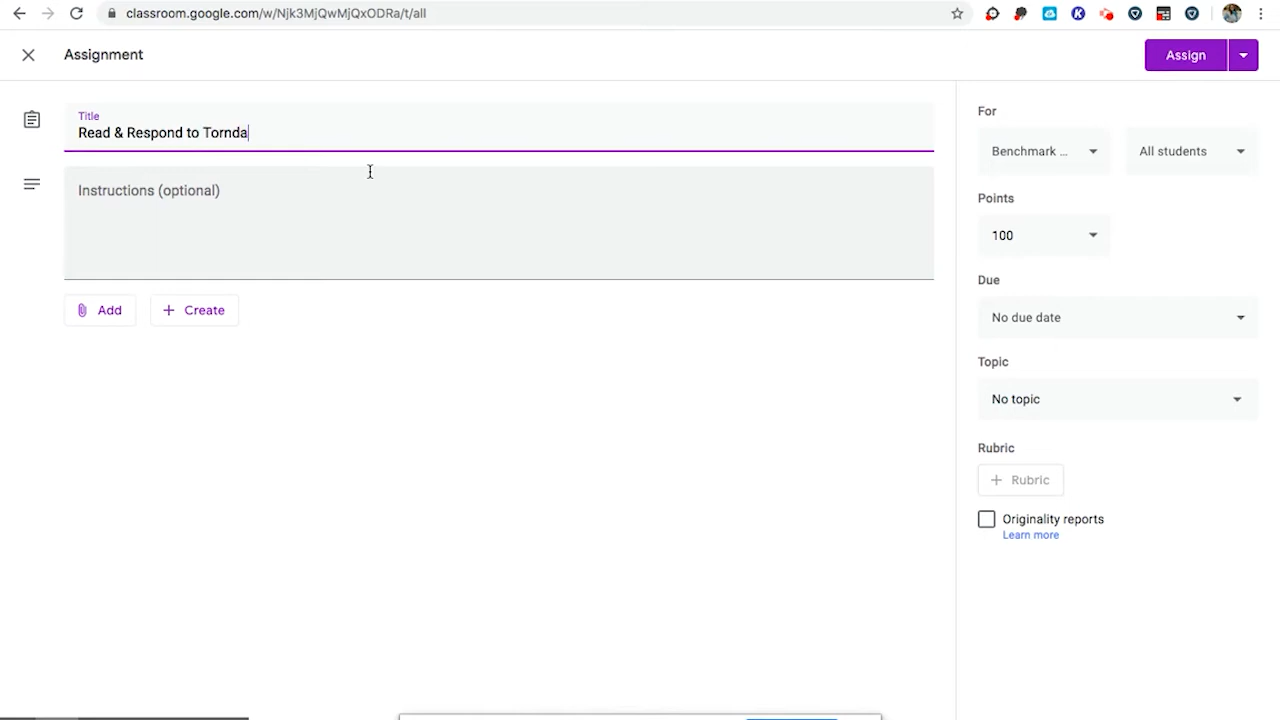 classroom.google.com/w/Njk3MjQwMjQxODRa/t/all
Assignment
Assign
Title
Read & Respond to Tornda
Instructions (optional)
Add
Create
For
Benchmark ...
All students
Points
100
Due
No due date
Topic
No topic
Rubric
Rubric
Originality reports
Learn more